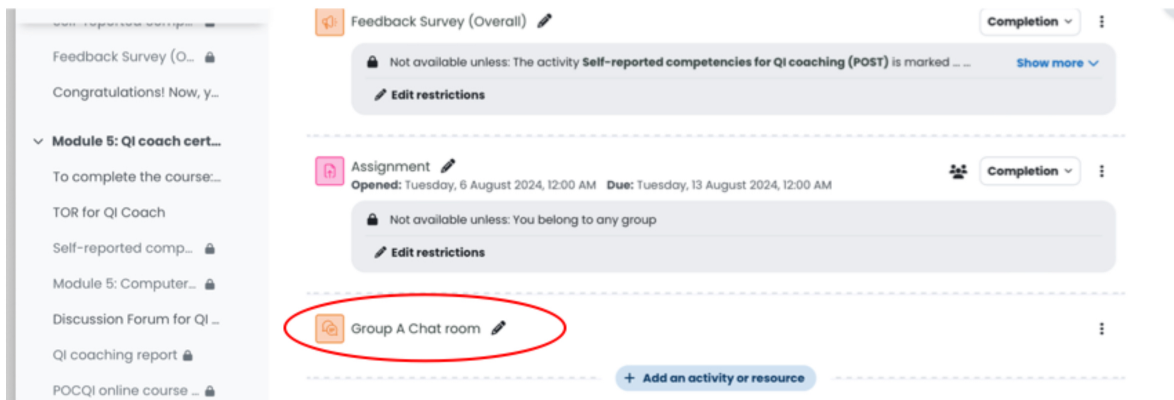 Self-reported comp...
Feedback Survey (O...
Congratulations! Now, y...
Module 5: QI coach cert...
To complete the course:...
TOR for QI Coach
Self-reported comp...
Module 5: Computer...
Discussion Forum for QI ...
QI coaching report
POCQI online course ...
Feedback Survey (Overall)
Completion
Not available unless: The activity Self-reported competencies for QI coaching (POST) is marked ... ...
Show more
Edit restrictions
Assignment
Opened: Tuesday, 6 August 2024, 12:00 AM Due: Tuesday, 13 August 2024, 12:00 AM
Completion
Not available unless: You belong to any group
Edit restrictions
Group A Chat room
+ Add an activity or resource